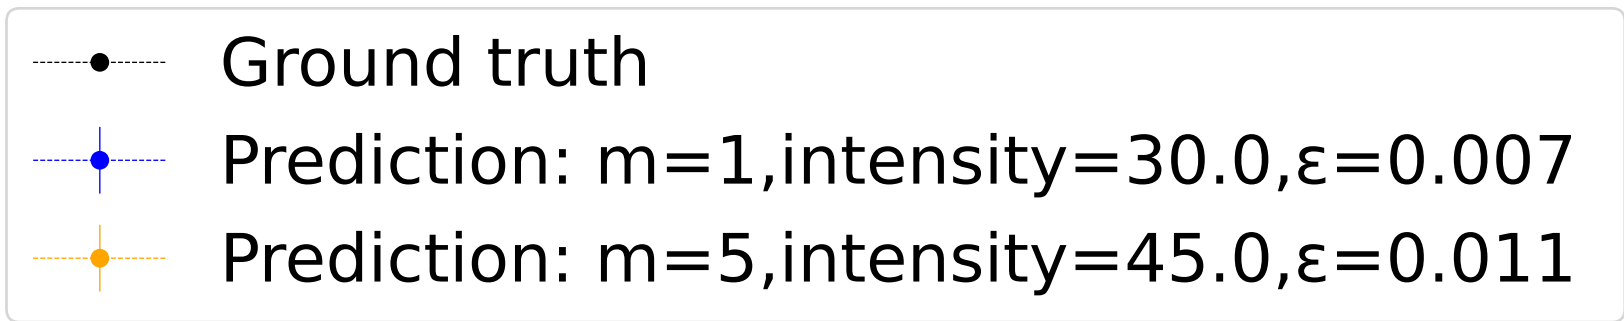 Ground truth
Prediction: m=1,intensity=30.0,ε=0.007
Prediction: m=5,intensity=45.0,ε=0.011